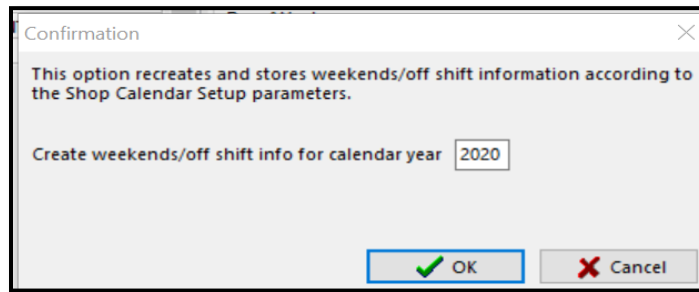 Confirmation
This option recreates and stores weekends/off shift information according to
the Shop Calendar Setup parameters.
Create weekends/off shift info for calendar year 2020
OK Cancel